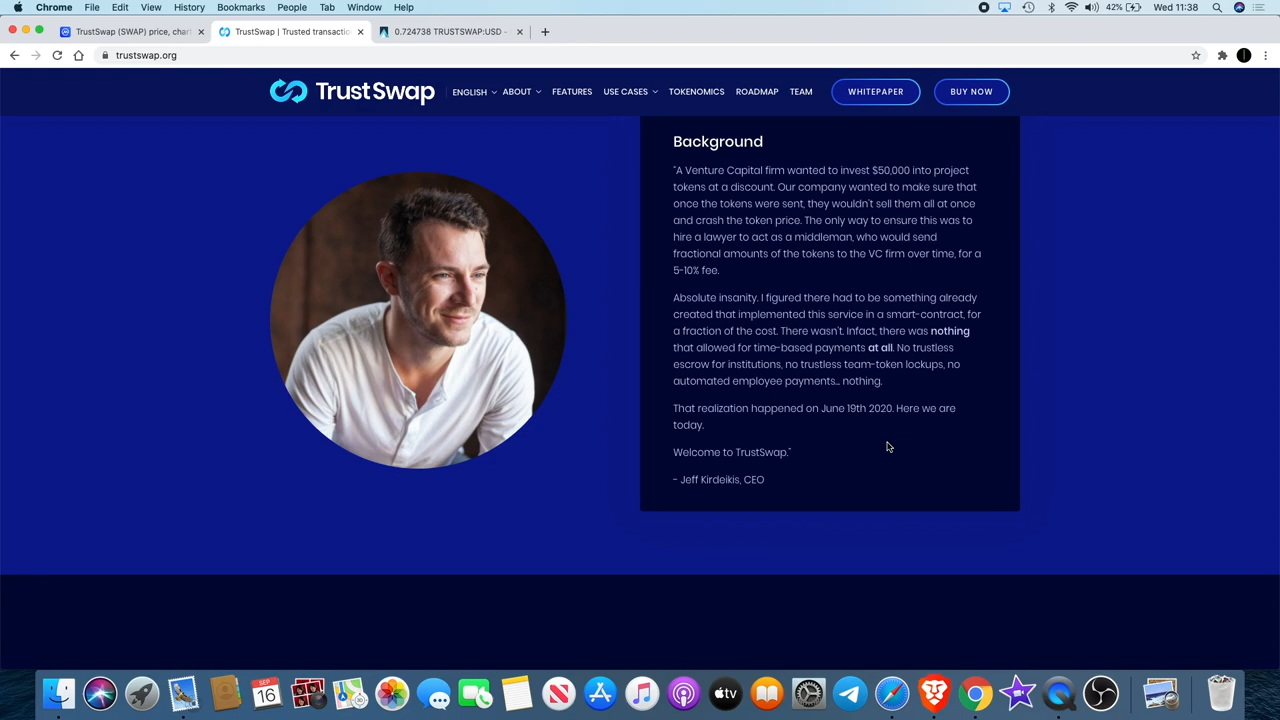 Chrome File Edit View History Bookmarks People Tab Window Help 42% Wed 11:38
TrustSwap (SWAP) price, chart TrustSwap | Trusted transactio 0.724738 TRUSTSWAP:USD -
trustswap.org
TrustSwap ENGLISH ABOUT FEATURES USE CASES TOKENOMICS ROADMAP TEAM WHITEPAPER BUY NOW
Background
"A Venture Capital firm wanted to invest $50,000 into project
tokens at a discount. Our company wanted to make sure that
once the tokens were sent, they wouldn't sell them all at once
and crash the token price. The only way to ensure this was to
hire a lawyer to act as a middleman, who would send
fractional amounts of the tokens to the VC firm over time, for a
5-10% fee.
Absolute insanity. I figured there had to be something already
created that implemented this service in a smart-contract, for
a fraction of the cost. There wasn't. Infact, there was nothing
that allowed for time-based payments at all. No trustless
escrow for institutions, no trustless team-token lockups, no
automated employee payments... nothing.
That realization happened on June 19th 2020. Here we are
today.
Welcome to TrustSwap."
- Jeff Kirdeikis, CEO
SEP
16
tv